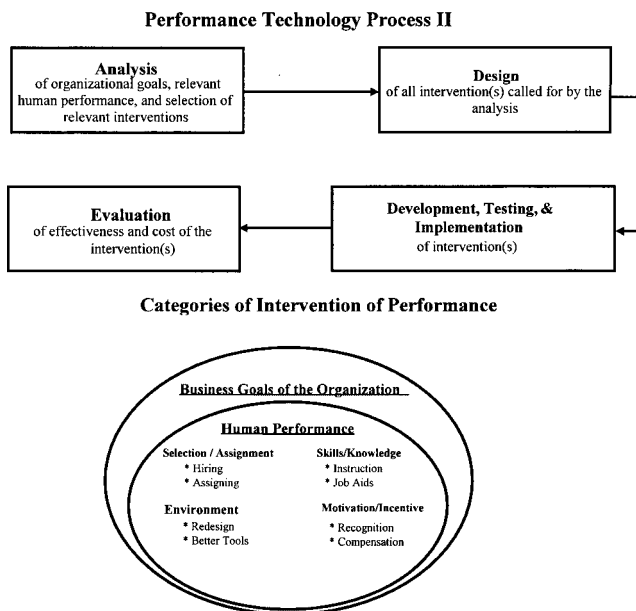 Performance Technology Process II
Analysis
of organizational goals, relevant
human performance, and selection of
relevant interventions
Design
of all intervention(s) called for by the
analysis
Evaluation
of effectiveness and cost of the
intervention(s)
Development, Testing, &
Implementation
of intervention(s)
Categories of Intervention of Performance
Business Goals of the Organization
Human Performance
Selection / Assignment
* Hiring
* Assigning
Skills/Knowledge
* Instruction
* Job Aids
Environment
* Redesign
* Better Tools
Motivation/Incentive
* Recognition
* Compensation